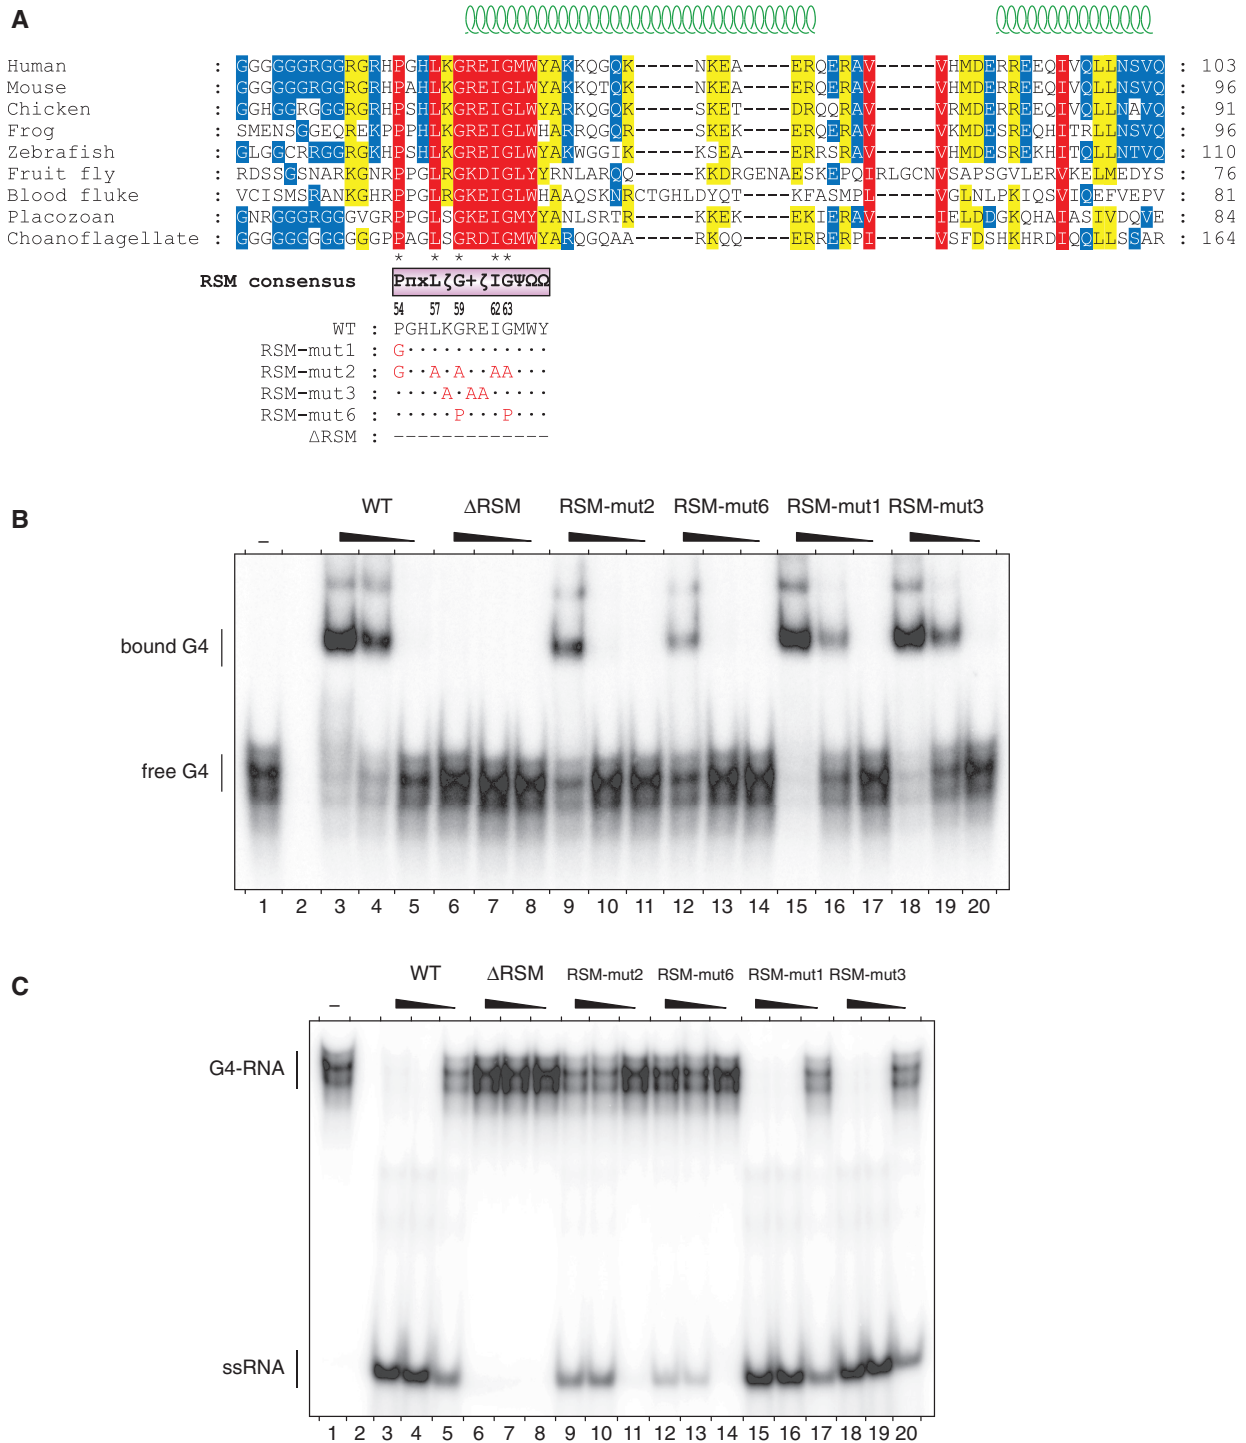 A
Human : GGGGGGRGGRGRHPGHLKGREIGMWYAKKQGQK-----NKEA----ERQERAV-----VHMDERREEQIVQLLNSVQ : 103
Mouse : GGGGGGRGGRGRHPAHLKGREIGLWYAKKQTQK-----NKEA----DRQERAV-----VHMDERREEQIVQLLNSVQ : 96
Chicken : GGHGGRGGGRGRHPSHLKGREIGLWYARKQGQK-----SKET----DRQQRAV-----VRMDERREEQIVQLLNAVQ : 91
Frog : SMENSGGEQREKPPPHLKGREIGLWHARRQGQR-----SKEK----EQERAV-----VKMDESREQHITRLLNSVQ : 96
Zebrafish : GLGGCRRGGRGKHPSHLKGREIGLWYAKWGGIK-----KSEA----ERRSRAV-----VHMDESREKHITQLLNTVQ : 110
Fruit fly : RDSSGSNARKGNRPPGLRGKDIGLYYRNLARQQ-----KKDRGENAESKEPQIRLGCNVSAPSGVLERVKELMEDYS : 76
Blood fluke : VCISMSRANKGHRPPGLRGKEIGLWHAAQSKNRCTGHLDYQT----KFASMPL-----VGLNLPKIQSVIQEFVEPV : 81
Placozoan : GNRGGGRGGGVGRPPGLSGKEIGMYYANLSRTR-----KKEK----EKIERAV-----IELDDGKQHAIASIVDQVE : 84
Choanoflagellate : GGGGGGGGGGGGGPPAGLSGRDIGMWYARQGQAA-----RKQQ----ERRERPI-----VSFDSHKHRDIQQLLSSAR : 164
* * * **
RSM consensus PπxLζG+ζIGΨΩΩ
54 57 59 62 63
WT : PGHLKGREIGMWY
RSM-mut1 : G············
RSM-mut2 : G··A·A··AA···
RSM-mut3 : ····A·AA·····
RSM-mut6 : ·····P···P···
ΔRSM : -------------
B
WT ΔRSM RSM-mut2 RSM-mut6 RSM-mut1 RSM-mut3
–
bound G4
free G4
1 2 3 4 5 6 7 8 9 10 11 12 13 14 15 16 17 18 19 20
C
WT ΔRSM RSM-mut2 RSM-mut6 RSM-mut1 RSM-mut3
–
G4-RNA
ssRNA
1 2 3 4 5 6 7 8 9 10 11 12 13 14 15 16 17 18 19 20